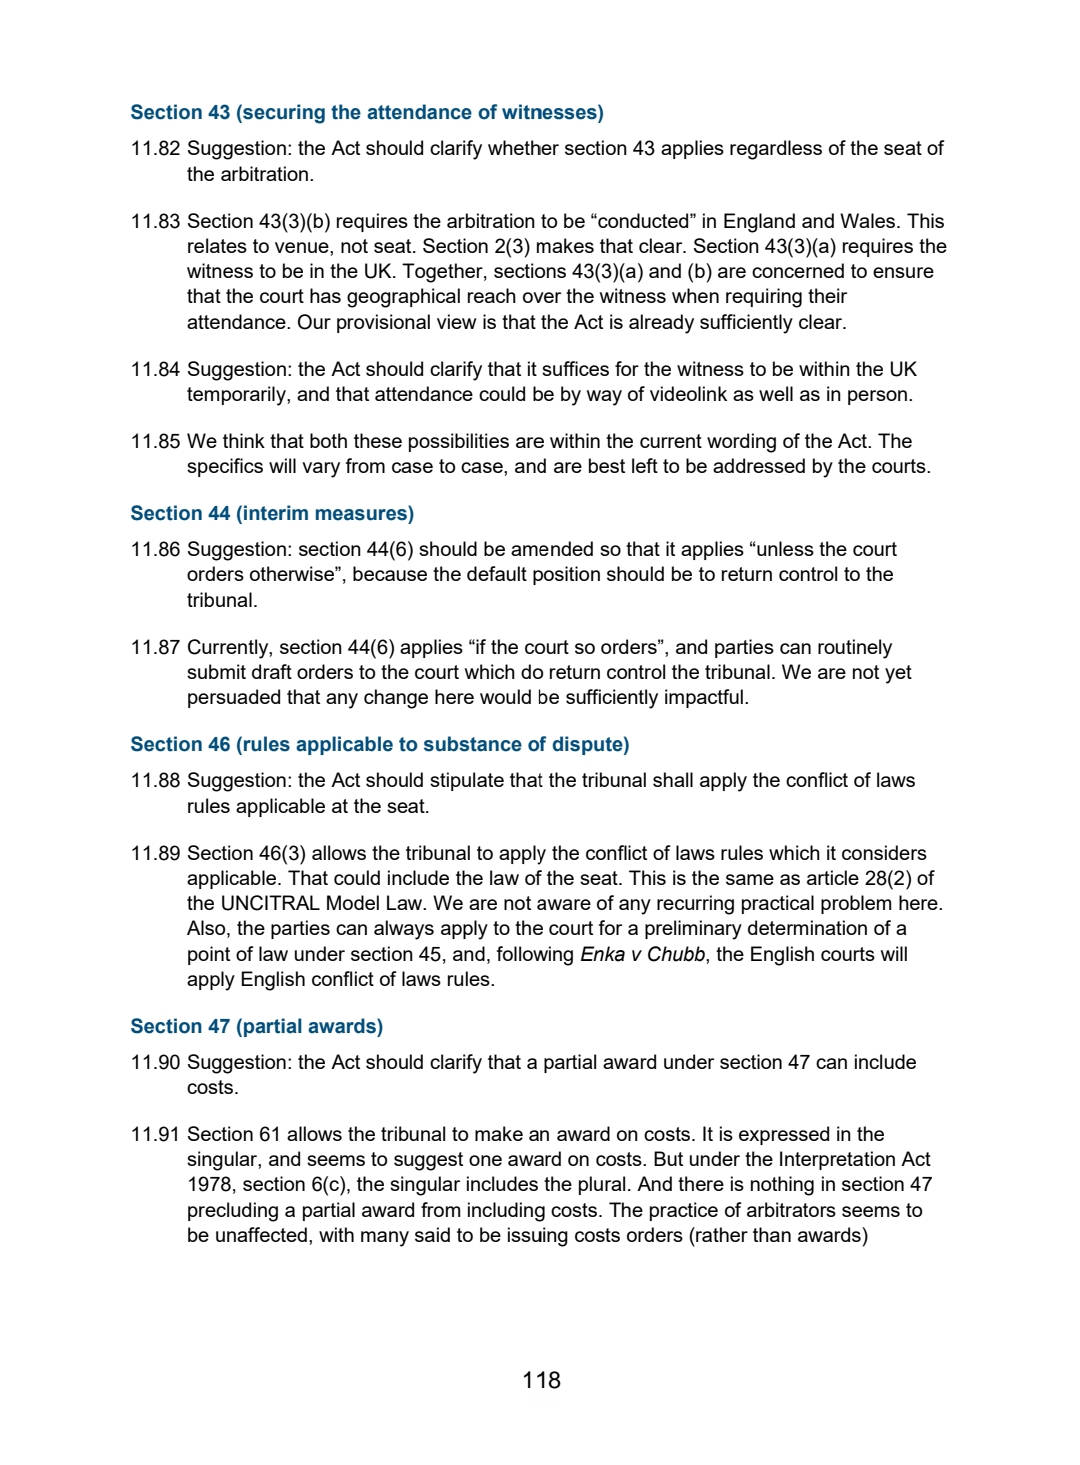 Section 43 (securing the attendance of witnesses)
11.82 Suggestion: the Act should clarify whether section 43 applies regardless of the seat of
the arbitration.
11.83 Section 43(3)(b) requires the arbitration to be “conducted” in England and Wales. This
relates to venue, not seat. Section 2(3) makes that clear. Section 43(3)(a) requires the
witness to be in the UK. Together, sections 43(3)(a) and (b) are concerned to ensure
that the court has geographical reach over the witness when requiring their
attendance. Our provisional view is that the Act is already sufficiently clear.
11.84 Suggestion: the Act should clarify that it suffices for the witness to be within the UK
temporarily, and that attendance could be by way of videolink as well as in person.
11.85 We think that both these possibilities are within the current wording of the Act. The
specifics will vary from case to case, and are best left to be addressed by the courts.
Section 44 (interim measures)
11.86 Suggestion: section 44(6) should be amended so that it applies “unless the court
orders otherwise”, because the default position should be to return control to the
tribunal.
11.87 Currently, section 44(6) applies “if the court so orders”, and parties can routinely
submit draft orders to the court which do return control the tribunal. We are not yet
persuaded that any change here would be sufficiently impactful.
Section 46 (rules applicable to substance of dispute)
11.88 Suggestion: the Act should stipulate that the tribunal shall apply the conflict of laws
rules applicable at the seat.
11.89 Section 46(3) allows the tribunal to apply the conflict of laws rules which it considers
applicable. That could include the law of the seat. This is the same as article 28(2) of
the UNCITRAL Model Law. We are not aware of any recurring practical problem here.
Also, the parties can always apply to the court for a preliminary determination of a
point of law under section 45, and, following Enka v Chubb, the English courts will
apply English conflict of laws rules.
Section 47 (partial awards)
11.90 Suggestion: the Act should clarify that a partial award under section 47 can include
costs.
11.91 Section 61 allows the tribunal to make an award on costs. It is expressed in the
singular, and seems to suggest one award on costs. But under the Interpretation Act
1978, section 6(c), the singular includes the plural. And there is nothing in section 47
precluding a partial award from including costs. The practice of arbitrators seems to
be unaffected, with many said to be issuing costs orders (rather than awards)
118